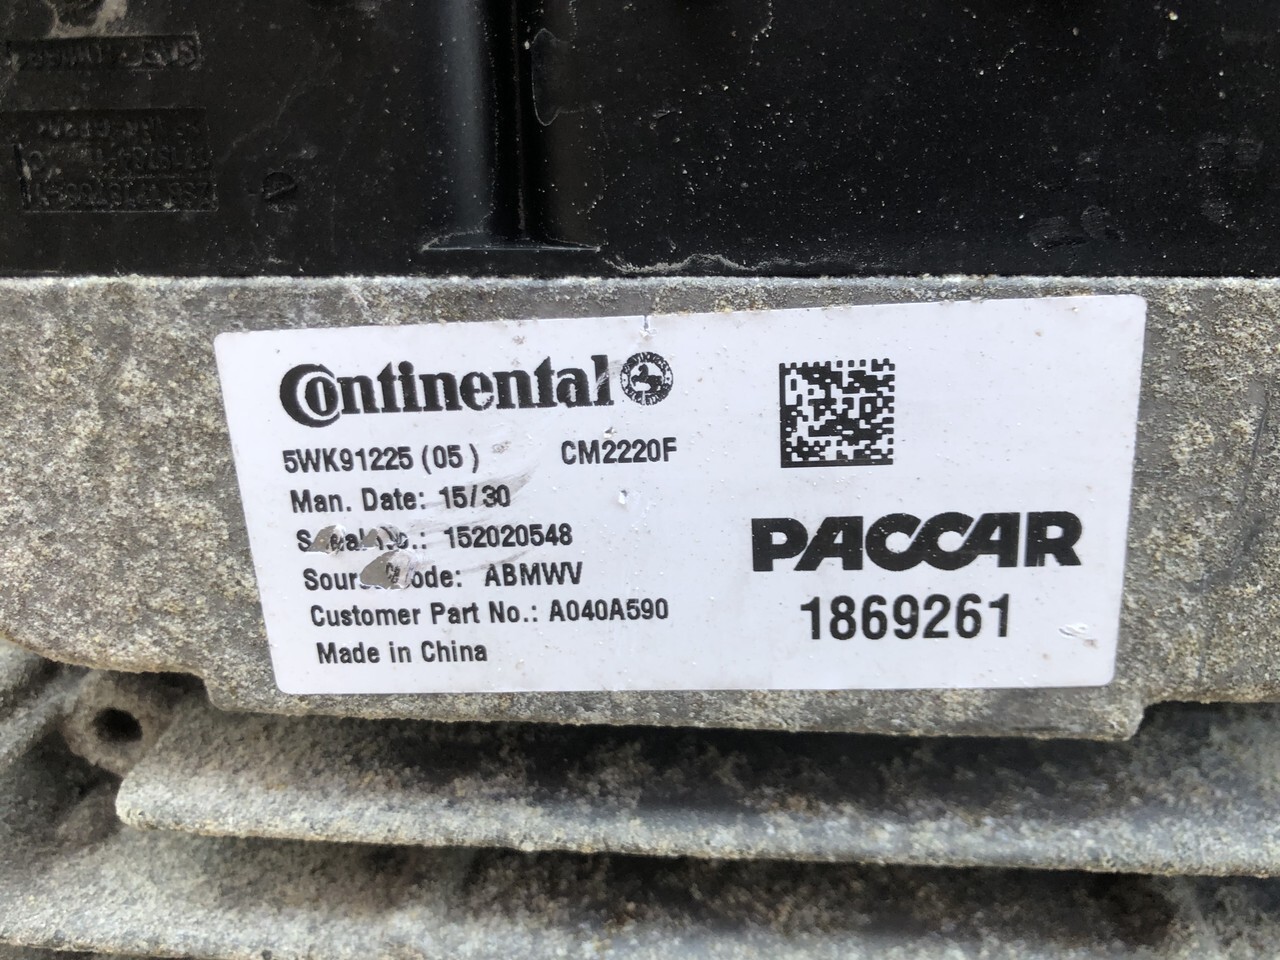 Continental
5WK91225 (05 ) CM2220F
Man. Date: 15/30
152020548
ABMWV
Customer Part No.: A040A590
Made in China
PACCAR
1869261